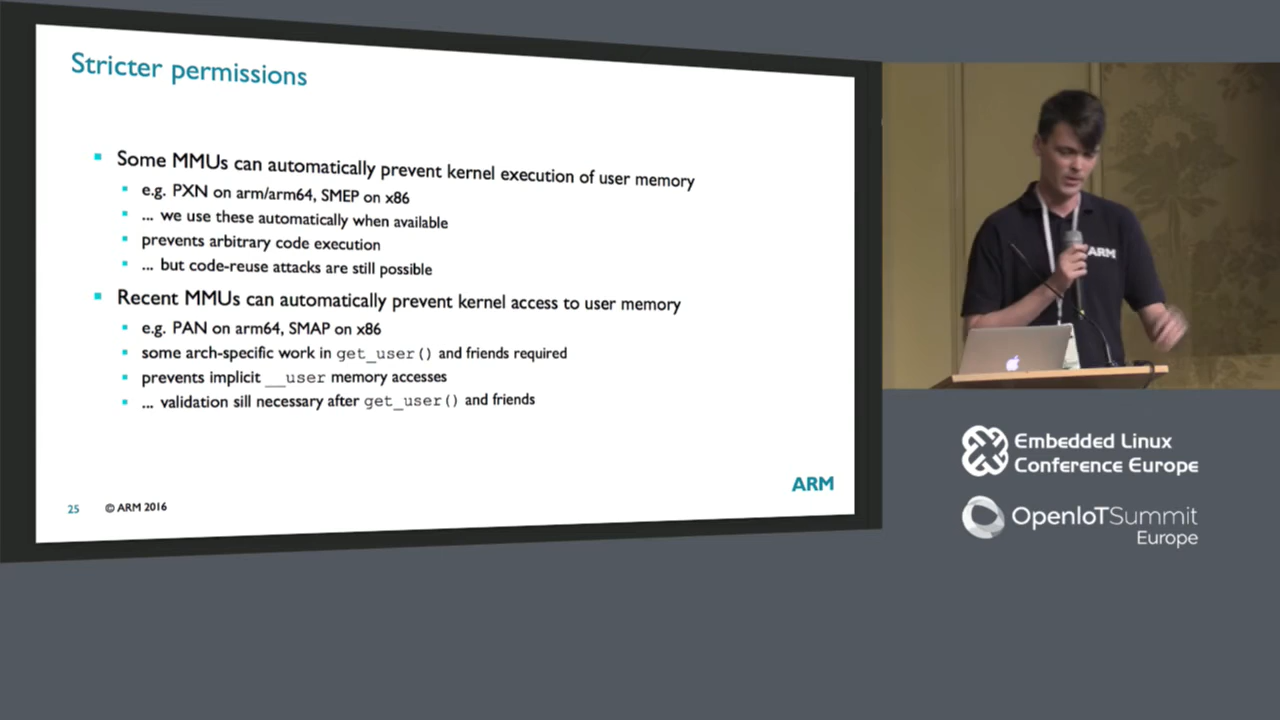 Stricter permissions
Some MMUs can automatically prevent kernel execution of user memory
e.g. PXN on arm/arm64, SMEP on x86
... we use these automatically when available
prevents arbitrary code execution
... but code-reuse attacks are still possible
Recent MMUs can automatically prevent kernel access to user memory
e.g. PAN on arm64, SMAP on x86
some arch-specific work in get_user() and friends required
prevents implicit __user memory accesses
... validation sill necessary after get_user() and friends
ARM
25 © ARM 2016
ARM
Embedded Linux
Conference Europe
OpenIoTSummit
Europe